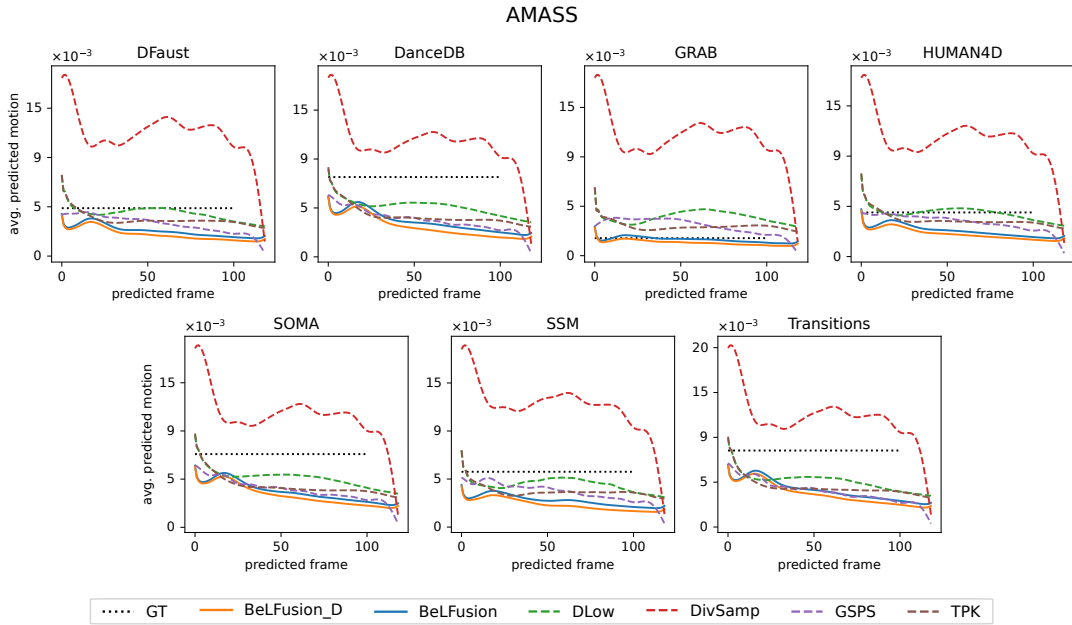 AMASS
DFaust DanceDB GRAB HUMAN4D
×10⁻³ ×10⁻³ ×10⁻³ ×10⁻³
15 15 15 15
9 9 9 9
5 5 5 5
0 0 0 0
avg. predicted motion
0 50 100 0 50 100 0 50 100 0 50 100
predicted frame predicted frame predicted frame predicted frame
SOMA SSM Transitions
×10⁻³ ×10⁻³ ×10⁻³
15 15 20
9 9 15
5 5 9
0 0 5
0
avg. predicted motion
0 50 100 0 50 100 0 50 100
predicted frame predicted frame predicted frame
GT BeLFusion_D BeLFusion DLow DivSamp GSPS TPK